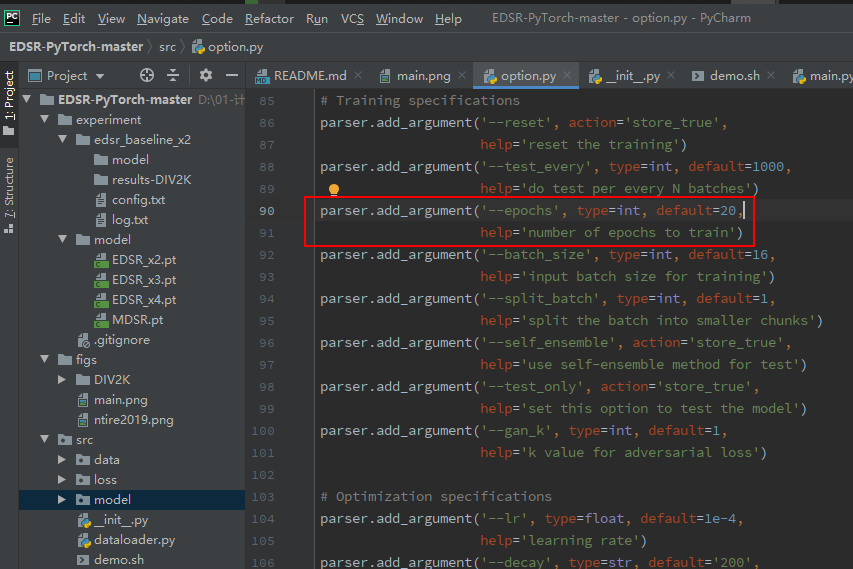 PC File Edit View Navigate Code Refactor Run VCS Window Help EDSR-PyTorch-master - option.py - PyCharm
EDSR-PyTorch-master src option.py
Project README.md main.png option.py __init__.py demo.sh main.py
1: Project
7: Structure
EDSR-PyTorch-master D:\01-计
experiment
edsr_baseline_x2
model
results-DIV2K
config.txt
log.txt
model
EDSR_x2.pt
EDSR_x3.pt
EDSR_x4.pt
MDSR.pt
.gitignore
figs
DIV2K
main.png
ntire2019.png
src
data
loss
model
__init__.py
dataloader.py
demo.sh
85 # Training specifications
86 parser.add_argument('--reset', action='store_true',
87 help='reset the training')
88 parser.add_argument('--test_every', type=int, default=1000,
89 help='do test per every N batches')
90 parser.add_argument('--epochs', type=int, default=20,
91 help='number of epochs to train')
92 parser.add_argument('--batch_size', type=int, default=16,
93 help='input batch size for training')
94 parser.add_argument('--split_batch', type=int, default=1,
95 help='split the batch into smaller chunks')
96 parser.add_argument('--self_ensemble', action='store_true',
97 help='use self-ensemble method for test')
98 parser.add_argument('--test_only', action='store_true',
99 help='set this option to test the model')
100 parser.add_argument('--gan_k', type=int, default=1,
101 help='k value for adversarial loss')
102
103 # Optimization specifications
104 parser.add_argument('--lr', type=float, default=1e-4,
105 help='learning rate')
106 parser.add_argument('--decay', type=str, default='200',